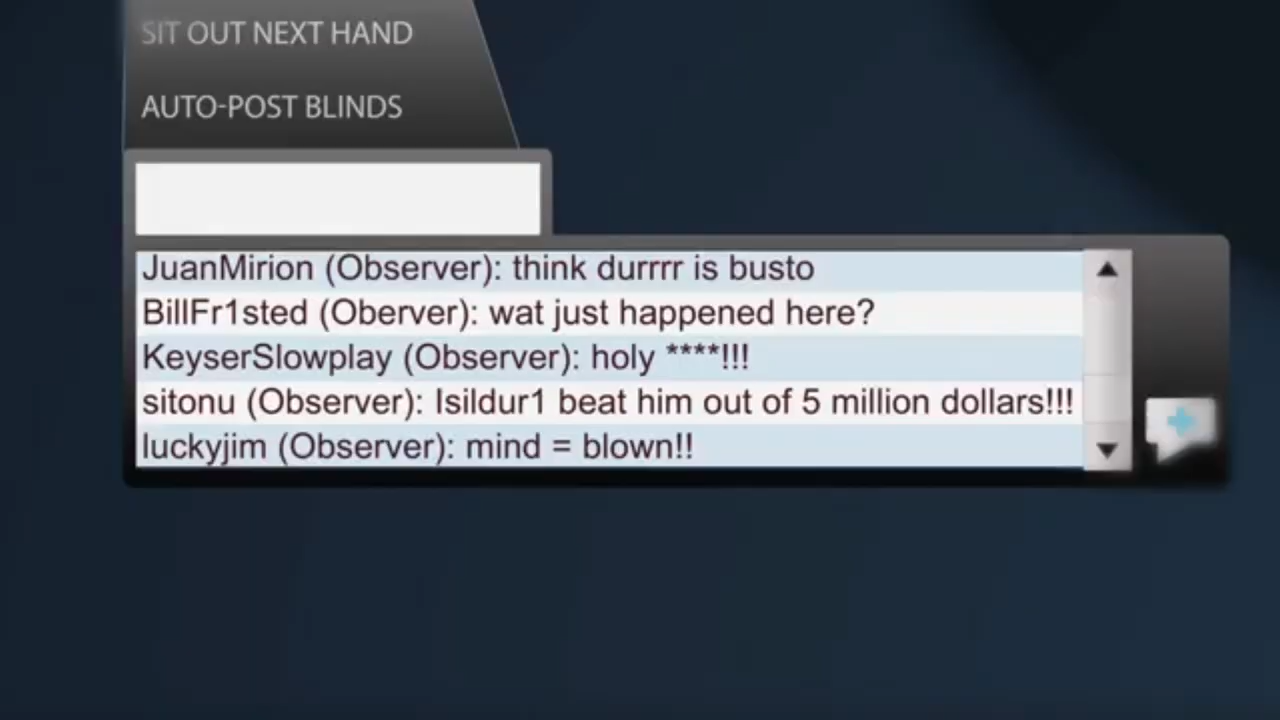 SIT OUT NEXT HAND
AUTO-POST BLINDS
JuanMirion (Observer): think durrrr is busto
BillFr1sted (Oberver): wat just happened here?
KeyserSlowplay (Observer): holy ****!!!
sitonu (Observer): Isildur1 beat him out of 5 million dollars!!!
luckyjim (Observer): mind = blown!!